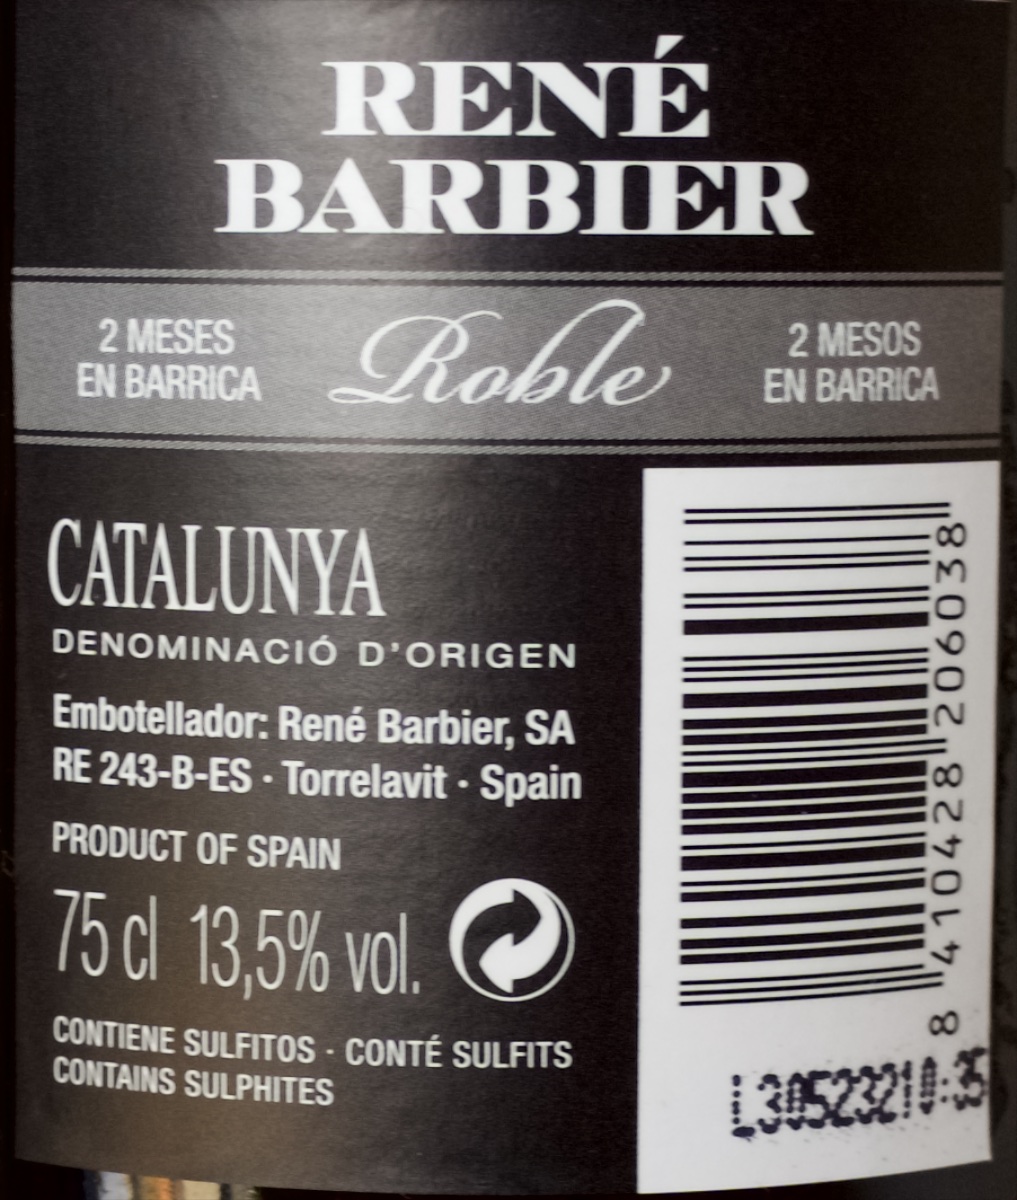 RENÉ
BARBIER
2 MESES
EN BARRICA
Roble
2 MESOS
EN BARRICA
CATALUNYA
DENOMINACIÓ D'ORIGEN
Embotellador: René Barbier, SA
RE 243-B-ES · Torrelavit · Spain
PRODUCT OF SPAIN
75 cl 13,5% vol.
CONTIENE SULFITOS · CONTÉ SULFITS
CONTAINS SULPHITES
8 410428 206038